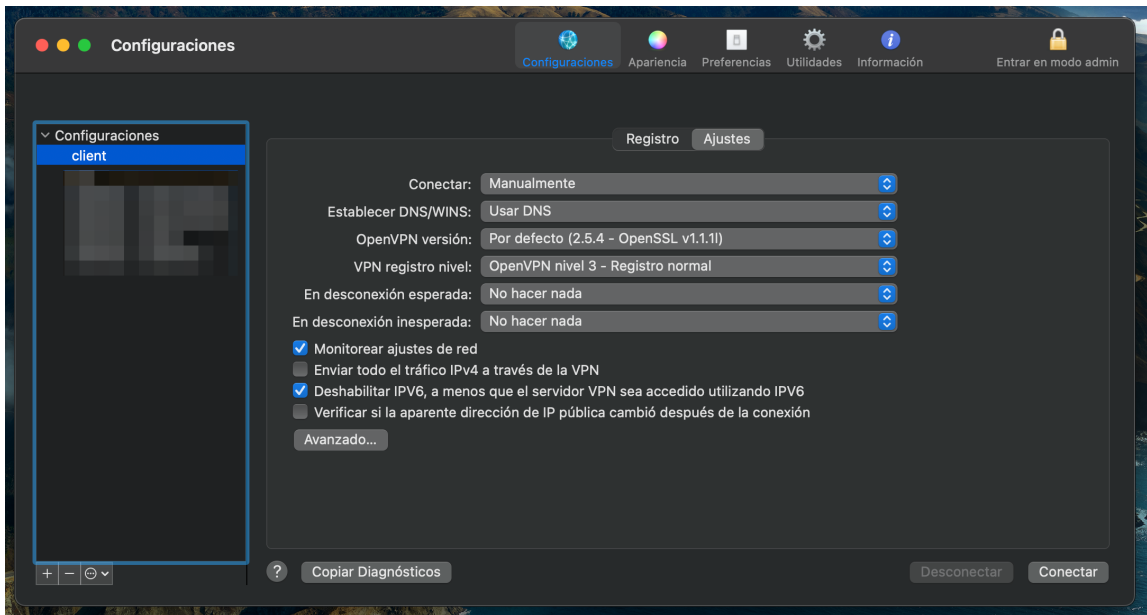 Configuraciones
Configuraciones Apariencia Preferencias Utilidades Información Entrar en modo admin
Configuraciones
client
Registro Ajustes
Conectar: Manualmente
Establecer DNS/WINS: Usar DNS
OpenVPN versión: Por defecto (2.5.4 - OpenSSL v1.1.1l)
VPN registro nivel: OpenVPN nivel 3 - Registro normal
En desconexión esperada: No hacer nada
En desconexión inesperada: No hacer nada
Monitorear ajustes de red
Enviar todo el tráfico IPv4 a través de la VPN
Deshabilitar IPV6, a menos que el servidor VPN sea accedido utilizando IPV6
Verificar si la aparente dirección de IP pública cambió después de la conexión
Avanzado...
? Copiar Diagnósticos Desconectar Conectar